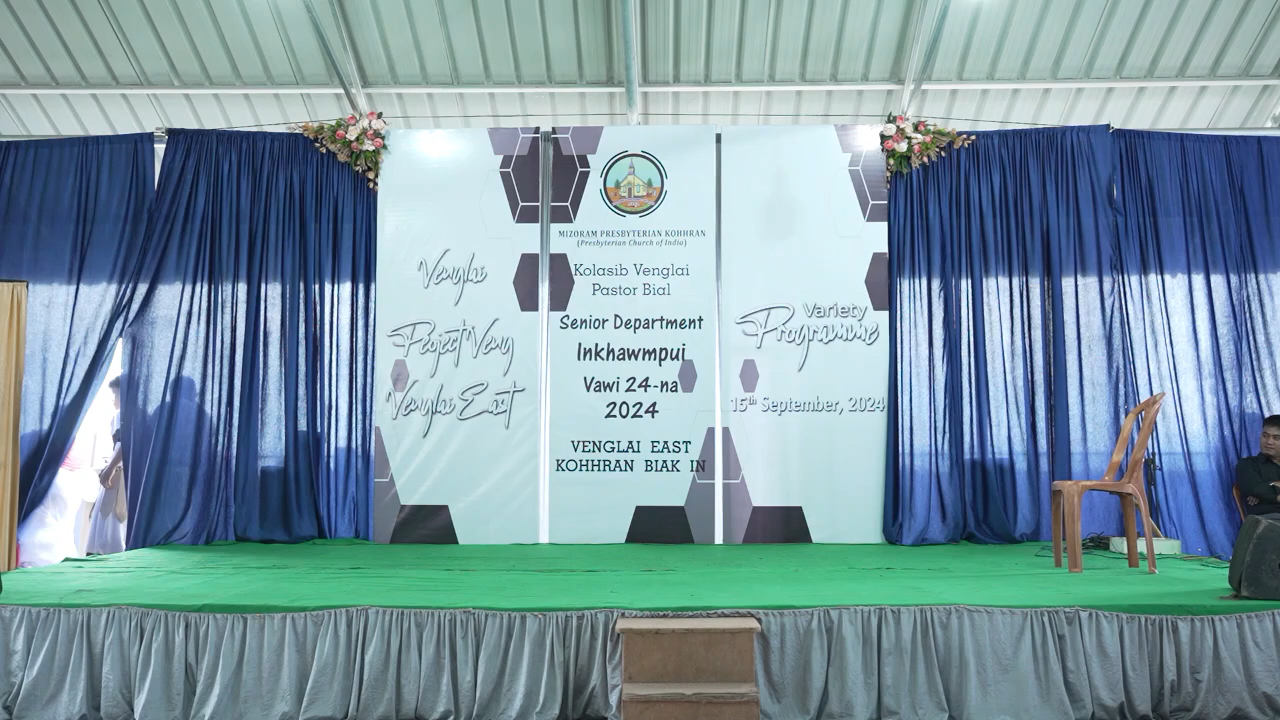 Venglai
Project Veng
Venglai East
MIZORAM PRESBYTERIAN KOHHRAN
(Presbyterian Church of India)
Kolasib Venglai
Pastor Bial
Senior Department
Inkhawmpui
Vawi 24-na
2024
VENGLAI EAST
KOHHRAN BIAK IN
Variety
Programme
15th September, 2024